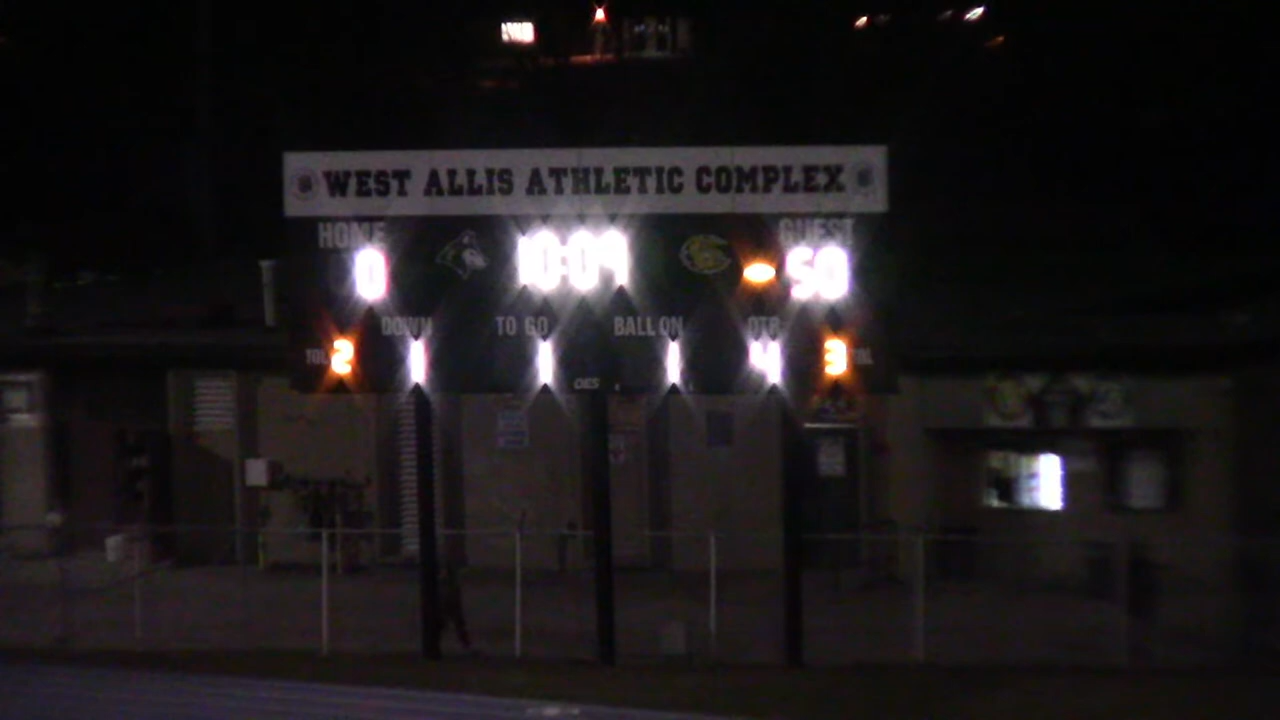 WEST ALLIS ATHLETIC COMPLEX
HOME 10:09 GUEST
0 50
DOWN TO GO BALL ON QTR
TOL 2 1 1 1 4 3 TOL
OES